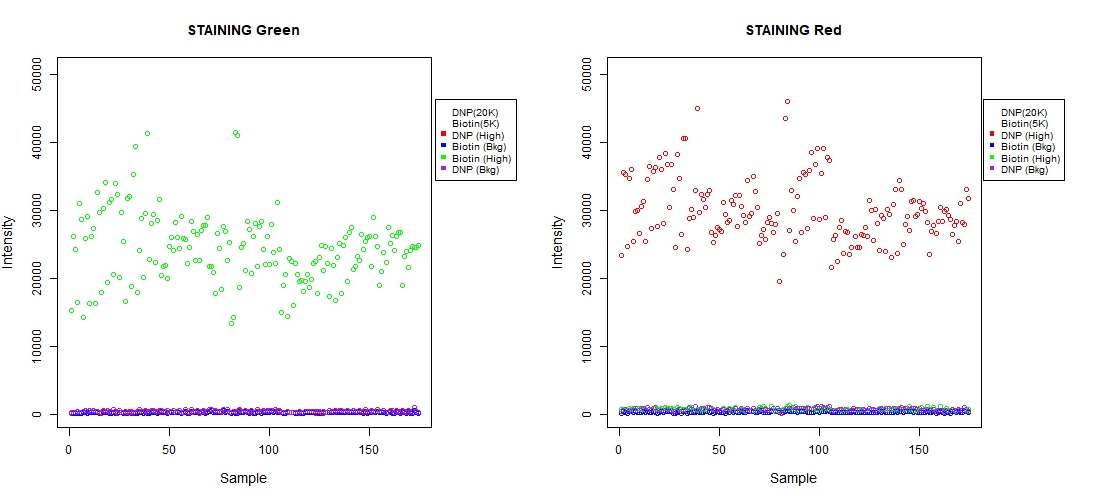 STAINING Green
50000
40000
30000
20000
10000
0
Intensity
0 50 100 150
Sample
DNP(20K)
Biotin(5K)
DNP (High)
Biotin (Bkg)
Biotin (High)
DNP (Bkg)
STAINING Red
50000
40000
30000
20000
10000
0
Intensity
0 50 100 150
Sample
DNP(20K)
Biotin(5K)
DNP (High)
Biotin (Bkg)
Biotin (High)
DNP (Bkg)